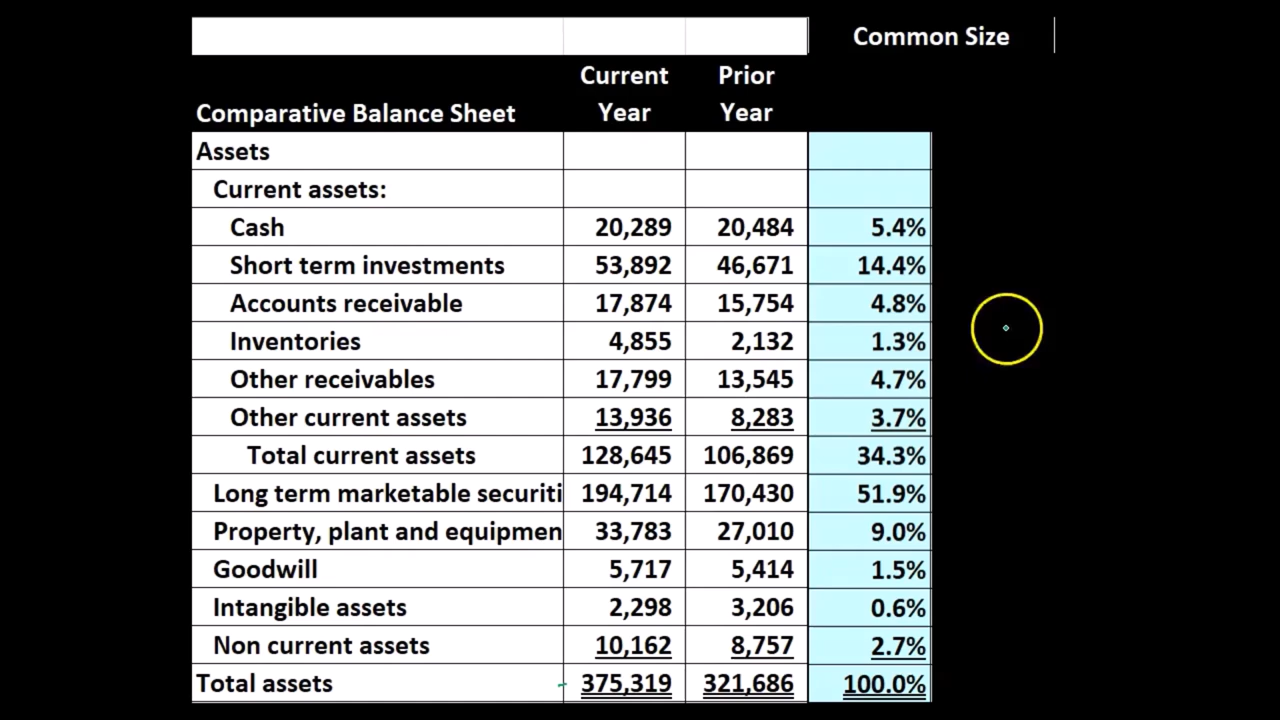 Common Size
Current Prior
Comparative Balance Sheet Year Year
Assets
Current assets:
Cash 20,289 20,484 5.4%
Short term investments 53,892 46,671 14.4%
Accounts receivable 17,874 15,754 4.8%
Inventories 4,855 2,132 1.3%
Other receivables 17,799 13,545 4.7%
Other current assets 13,936 8,283 3.7%
Total current assets 128,645 106,869 34.3%
Long term marketable securiti 194,714 170,430 51.9%
Property, plant and equipmen 33,783 27,010 9.0%
Goodwill 5,717 5,414 1.5%
Intangible assets 2,298 3,206 0.6%
Non current assets 10,162 8,757 2.7%
Total assets 375,319 321,686 100.0%